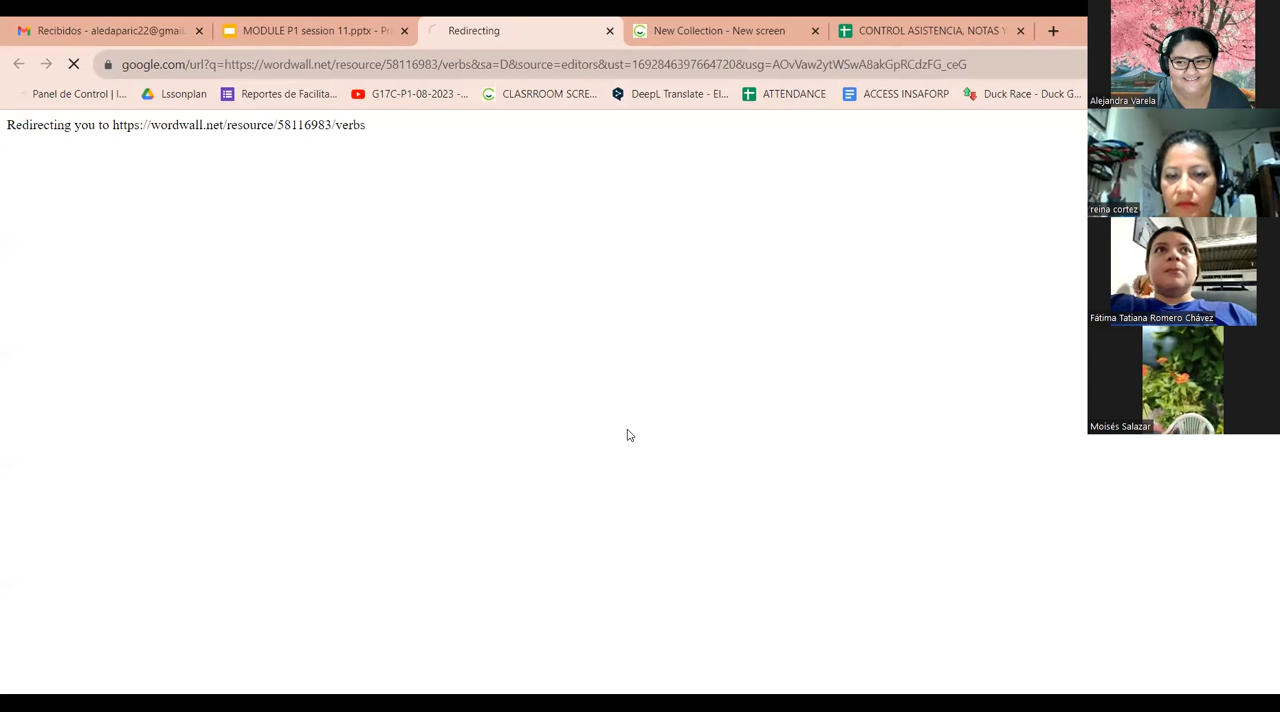 Recibidos - aledaparic22@gmail.
MODULE P1 session 11.pptx - Pr
Redirecting
New Collection - New screen
CONTROL ASISTENCIA, NOTAS Y
google.com/url?q=https://wordwall.net/resource/58116983/verbs&sa=D&source=editors&ust=1692846397664720&usg=AOvVaw2ytWSwA8akGpRCdzFG_ceG
Panel de Control | I...
Lssonplan
Reportes de Facilita...
G17C-P1-08-2023 -...
CLASRROOM SCRE...
DeepL Translate - El...
ATTENDANCE
ACCESS INSAFORP
Duck Race - Duck G...
Redirecting you to https://wordwall.net/resource/58116983/verbs
Alejandra Varela
reina cortez
Fátima Tatiana Romero Chávez
Moisés Salazar